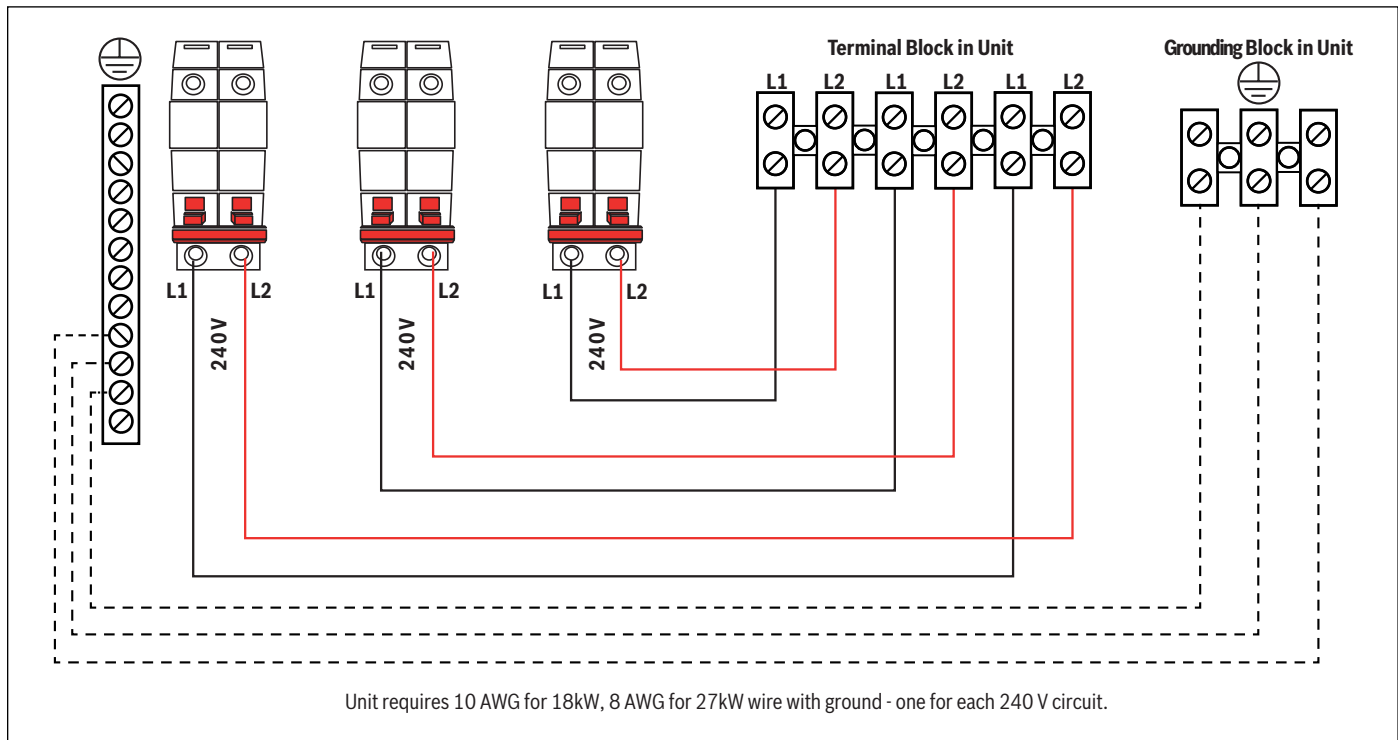 Terminal Block in Unit
Grounding Block in Unit
L1 L2 L1 L2 L1 L2
L1 L2 L1 L2 L1 L2
240V 240V 240V
Unit requires 10 AWG for 18kW, 8 AWG for 27kW wire with ground - one for each 240 V circuit.